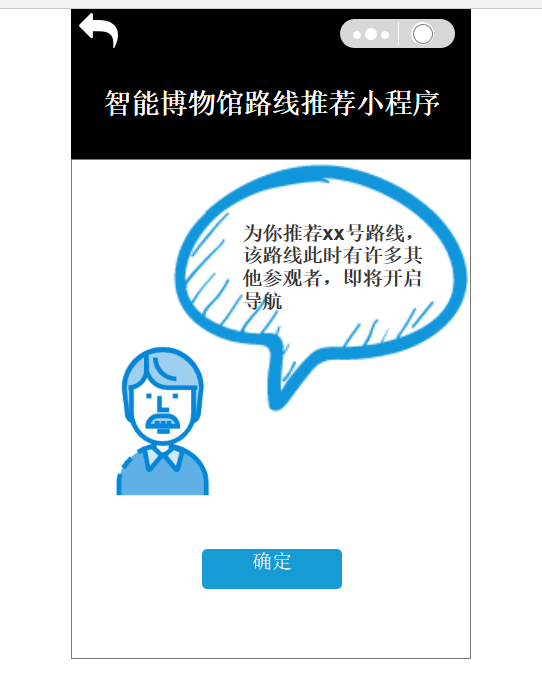 智能博物馆路线推荐小程序
为你推荐xx号路线，
该路线此时有许多其
他参观者，即将开启
导航
确定